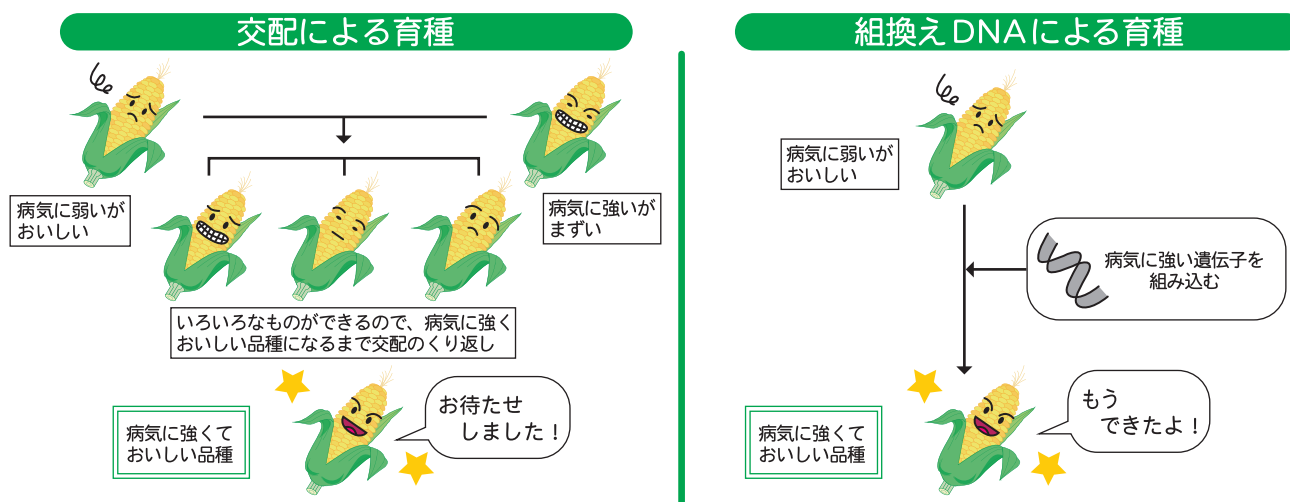 交配による育種
病気に弱いが
おいしい
病気に強いが
まずい
いろいろなものができるので、病気に強く
おいしい品種になるまで交配のくり返し
病気に強くて
おいしい品種
お待たせ
しました！
組換えDNAによる育種
病気に弱いが
おいしい
病気に強い遺伝子を
組み込む
病気に強くて
おいしい品種
もう
できたよ！